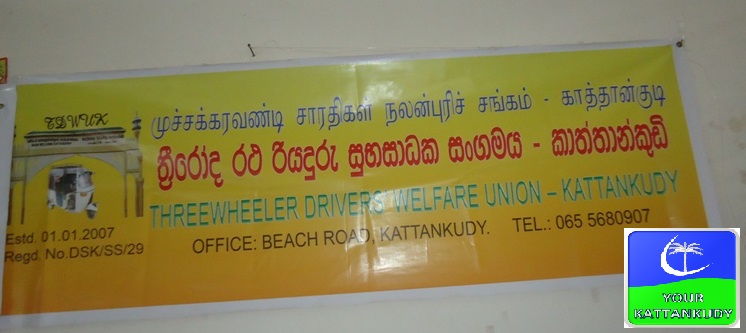 TDWUK
முச்சக்கரவண்டி சாரதிகள் நலன்புரிச் சங்கம் - காத்தான்குடி
ත්‍රීරෝද රථ රියදුරු සුභසාධක සංගමය - කාත්තාන්කුඩි
THREEWHEELER DRIVERS' WELFARE UNION – KATTANKUDY
OFFICE: BEACH ROAD, KATTANKUDY. TEL.: 065 5680907
Estd. 01.01.2007
Regd. No.DSK/SS/29
YOUR
KATTANKUDY